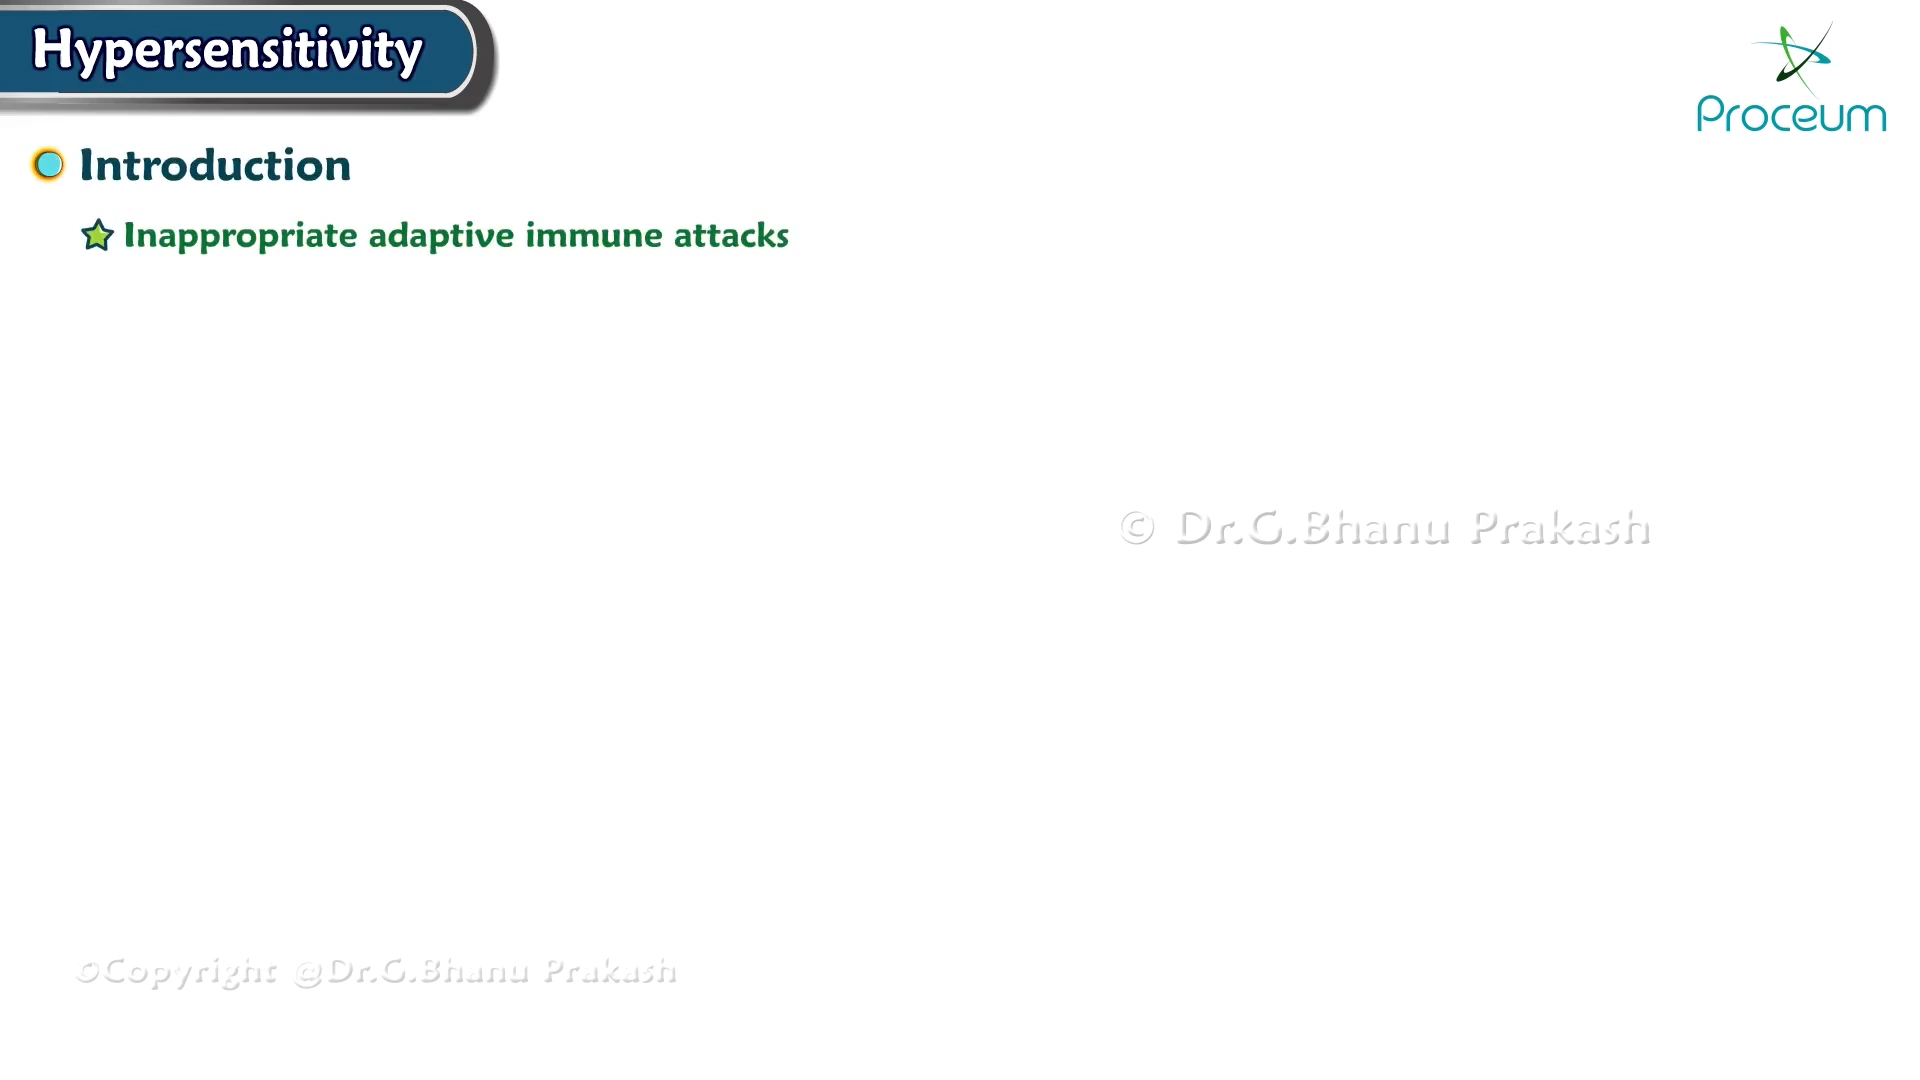 Hypersensitivity
Proceum
Introduction
Inappropriate adaptive immune attacks
© Dr.G.Bhanu Prakash
©Copyright @Dr.G.Bhanu Prakash